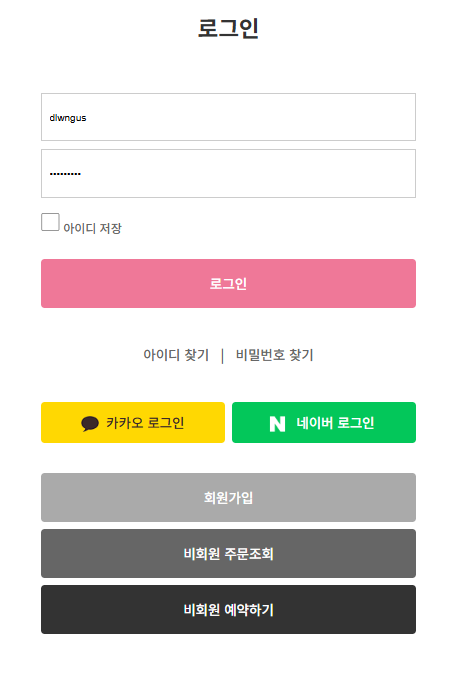 로그인
dlwngus
•••••••••
아이디 저장
로그인
아이디 찾기 | 비밀번호 찾기
카카오 로그인
N 네이버 로그인
회원가입
비회원 주문조회
비회원 예약하기